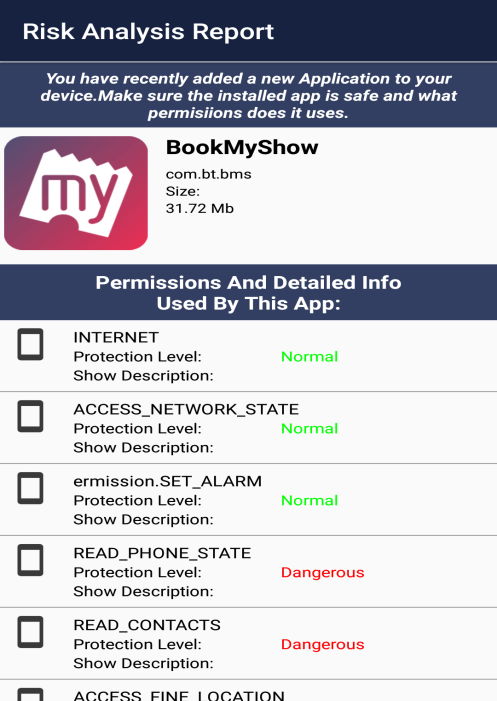 Risk Analysis Report
You have recently added a new Application to your
device.Make sure the installed app is safe and what
permisiions does it uses.
my
BookMyShow
com.bt.bms
Size:
31.72 Mb
Permissions And Detailed Info
Used By This App:
INTERNET
Protection Level: Normal
Show Description:
ACCESS_NETWORK_STATE
Protection Level: Normal
Show Description:
ermission.SET_ALARM
Protection Level: Normal
Show Description:
READ_PHONE_STATE
Protection Level: Dangerous
Show Description:
READ_CONTACTS
Protection Level: Dangerous
Show Description:
ACCESS_FINE_LOCATION